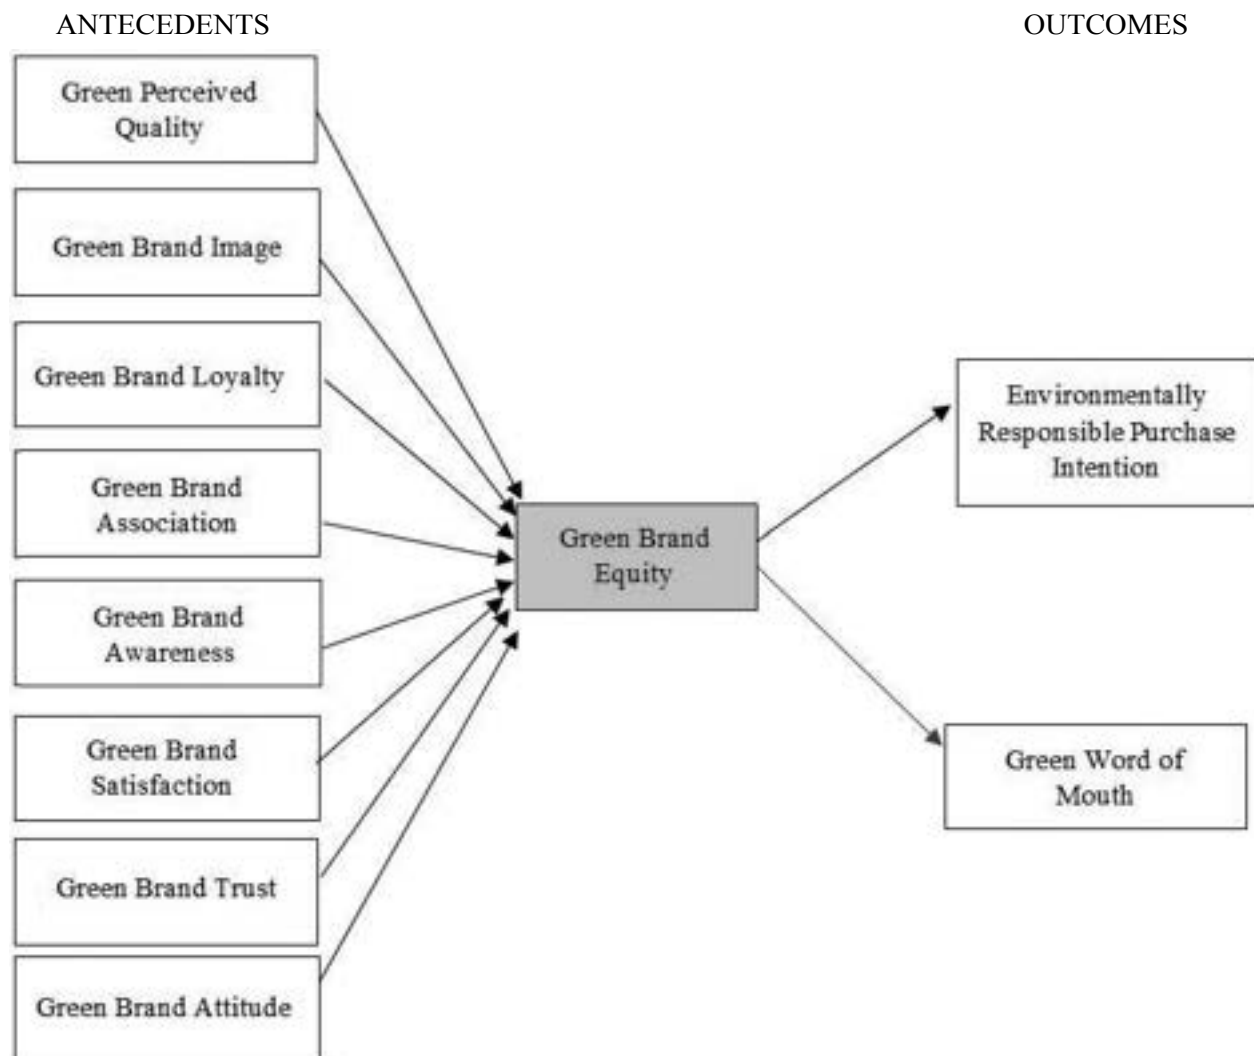 ANTECEDENTS
OUTCOMES
Green Perceived
Quality
Green Brand Image
Green Brand Loyalty
Green Brand
Association
Green Brand
Awareness
Green Brand
Satisfaction
Green Brand Trust
Green Brand Attitude
Green Brand
Equity
Environmentally
Responsible Purchase
Intention
Green Word of
Mouth